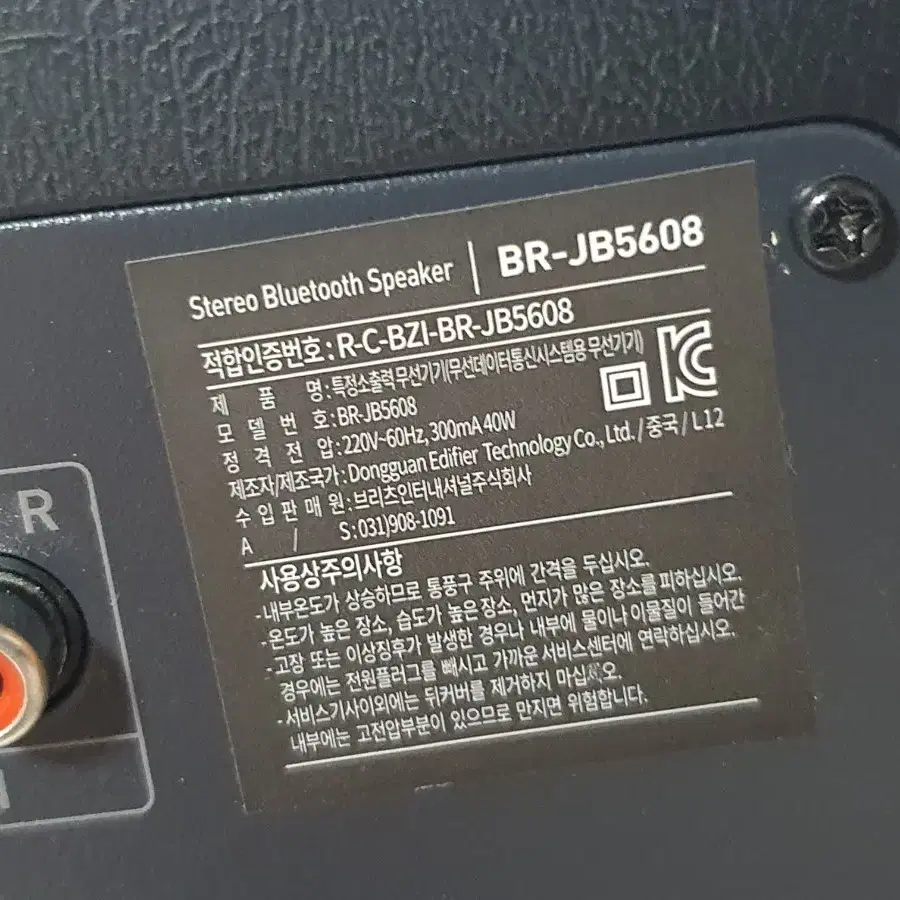 Stereo Bluetooth Speaker | BR-JB5608
적합인증번호 : R-C-BZI-BR-JB5608
제 품 명 : 특정소출력무선기기(무선데이터통신시스템용무선기기)
모 델 번 호 : BR-JB5608
정 격 전 압 : 220V~60Hz, 300mA 40W
제조자/제조국가 : Dongguan Edifier Technology Co., Ltd. / 중국 / L12
수 입 판 매 원 : 브리츠인터내셔널주식회사
A / S : 031)908-1091
사용상주의사항
- 내부온도가 상승하므로 통풍구 주위에 간격을 두십시오.
- 온도가 높은 장소, 습도가 높은 장소, 먼지가 많은 장소를 피하십시오.
- 고장 또는 이상징후가 발생한 경우나 내부에 물이나 이물질이 들어간
경우에는 전원플러그를 빼시고 가까운 서비스센터에 연락하십시오.
- 서비스기사이외에는 뒤커버를 제거하지 마십시오.
내부에는 고전압부분이 있으므로 만지면 위험합니다.
R